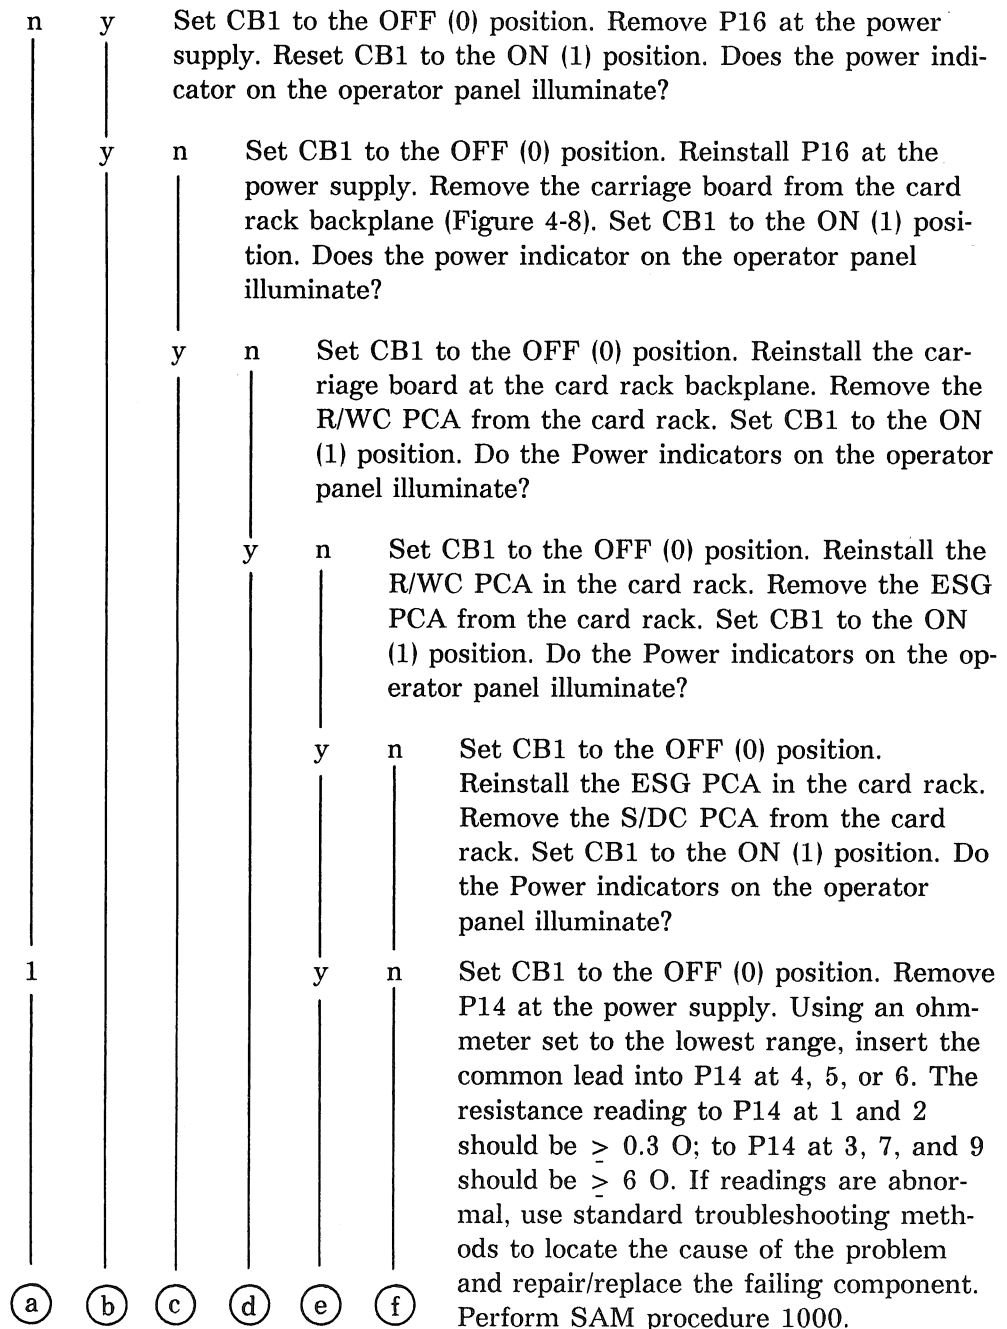 n y Set CB1 to the OFF (0) position. Remove P16 at the power
supply. Reset CB1 to the ON (1) position. Does the power indi-
cator on the operator panel illuminate?
y n Set CB1 to the OFF (0) position. Reinstall P16 at the
power supply. Remove the carriage board from the card
rack backplane (Figure 4-8). Set CB1 to the ON (1) posi-
tion. Does the power indicator on the operator panel
illuminate?
y n Set CB1 to the OFF (0) position. Reinstall the car-
riage board at the card rack backplane. Remove the
R/WC PCA from the card rack. Set CB1 to the ON
(1) position. Do the Power indicators on the operator
panel illuminate?
y n Set CB1 to the OFF (0) position. Reinstall the
R/WC PCA in the card rack. Remove the ESG
PCA from the card rack. Set CB1 to the ON
(1) position. Do the Power indicators on the op-
erator panel illuminate?
y n Set CB1 to the OFF (0) position.
Reinstall the ESG PCA in the card rack.
Remove the S/DC PCA from the card
rack. Set CB1 to the ON (1) position. Do
the Power indicators on the operator
panel illuminate?
1 y n Set CB1 to the OFF (0) position. Remove
P14 at the power supply. Using an ohm-
meter set to the lowest range, insert the
common lead into P14 at 4, 5, or 6. The
resistance reading to P14 at 1 and 2
should be ≥ 0.3 O; to P14 at 3, 7, and 9
should be ≥ 6 O. If readings are abnor-
mal, use standard troubleshooting meth-
ods to locate the cause of the problem
and repair/replace the failing component.
a b c d e f Perform SAM procedure 1000.